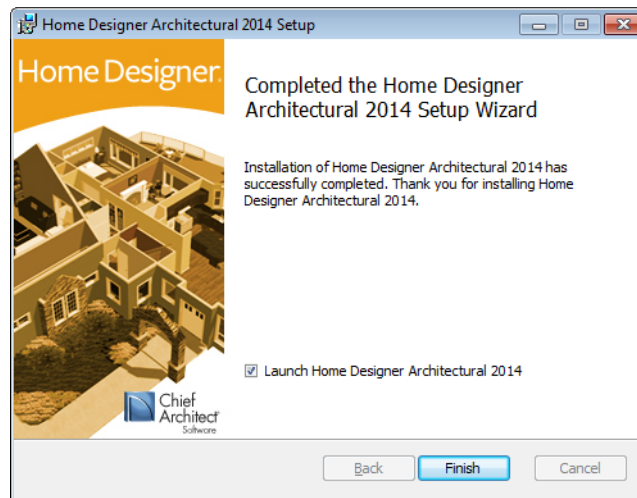 Home Designer Architectural 2014 Setup
Home Designer.
Completed the Home Designer
Architectural 2014 Setup Wizard
Installation of Home Designer Architectural 2014 has
successfully completed. Thank you for installing Home
Designer Architectural 2014.
Launch Home Designer Architectural 2014
Chief
Architect
Software
Back
Finish
Cancel